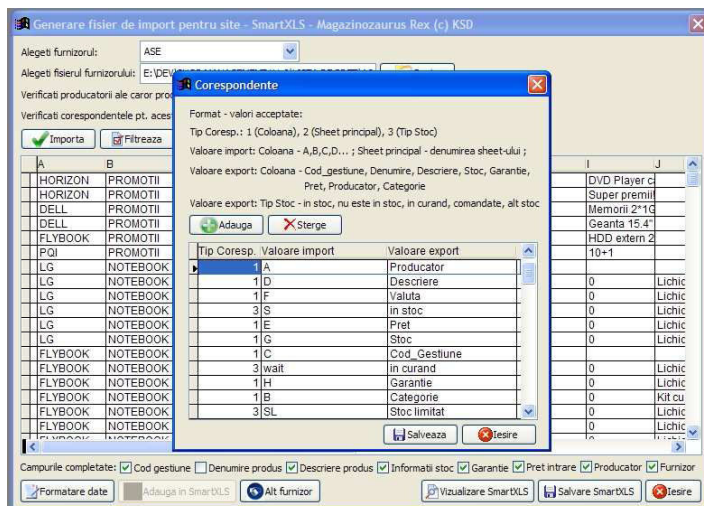 Generare fisier de import pentru site - SmartXLS - Magazinozaurus Rex (c) KSD
Alegeti furnizorul: ASE
Alegeti fisierul furnizorului: E:\DEV
Verificati producatorii ale caror
Verificati corespondentele pt.
Importa Filtreaza
Corespondente
Format - valori acceptate:
Tip Coresp.: 1 (Coloana), 2 (Sheet principal), 3 (Tip Stoc)
Valoare import: Coloana - A,B,C,D... ; Sheet principal - denumirea sheet-ului ;
Valoare export: Coloana - Cod_gestiune, Denumire, Descriere, Stoc, Garantie,
Pret, Producator, Categorie
Valoare export: Tip Stoc - in stoc, nu este in stoc, in curand, comandate, alt stoc
Adauga Sterge
Tip Coresp. Valoare import Valoare export
1 A Producator
1 D Descriere
1 F Valuta
3 S in stoc
1 E Pret
1 G Stoc
1 C Cod_Gestiune
3 wait in curand
1 H Garantie
1 B Categorie
3 SL Stoc limitat
Salveaza Iesire
A B I J
HORIZON PROMOTII DVD Player
HORIZON PROMOTII Super premii
DELL PROMOTII Memorii 2*1G
DELL PROMOTII Geanta 15.4"
FLYBOOK PROMOTII HDD extern 2
PQI PROMOTII 10+1
LG NOTEBOOK
LG NOTEBOOK 0 Lichic
LG NOTEBOOK 0 Lichic
LG NOTEBOOK 0 Lichic
LG NOTEBOOK 0 Lichic
LG NOTEBOOK 0 Lichic
FLYBOOK NOTEBOOK
FLYBOOK NOTEBOOK 0 Lichic
FLYBOOK NOTEBOOK 0 Lichic
FLYBOOK NOTEBOOK 0 Kit cu
FLYBOOK NOTEBOOK 0 Lichic
FLYBOOK NOTEBOOK 0 Lichic
FLYBOOK NOTEBOOK 0 Lichic
Campurile completate: Cod gestiune Denumire produs Descriere produs Informatii stoc Garantie Pret intrare Producator Furnizor
Formatare date Adauga in SmartXLS Alt furnizor Vizualizare SmartXLS Salvare SmartXLS Iesire